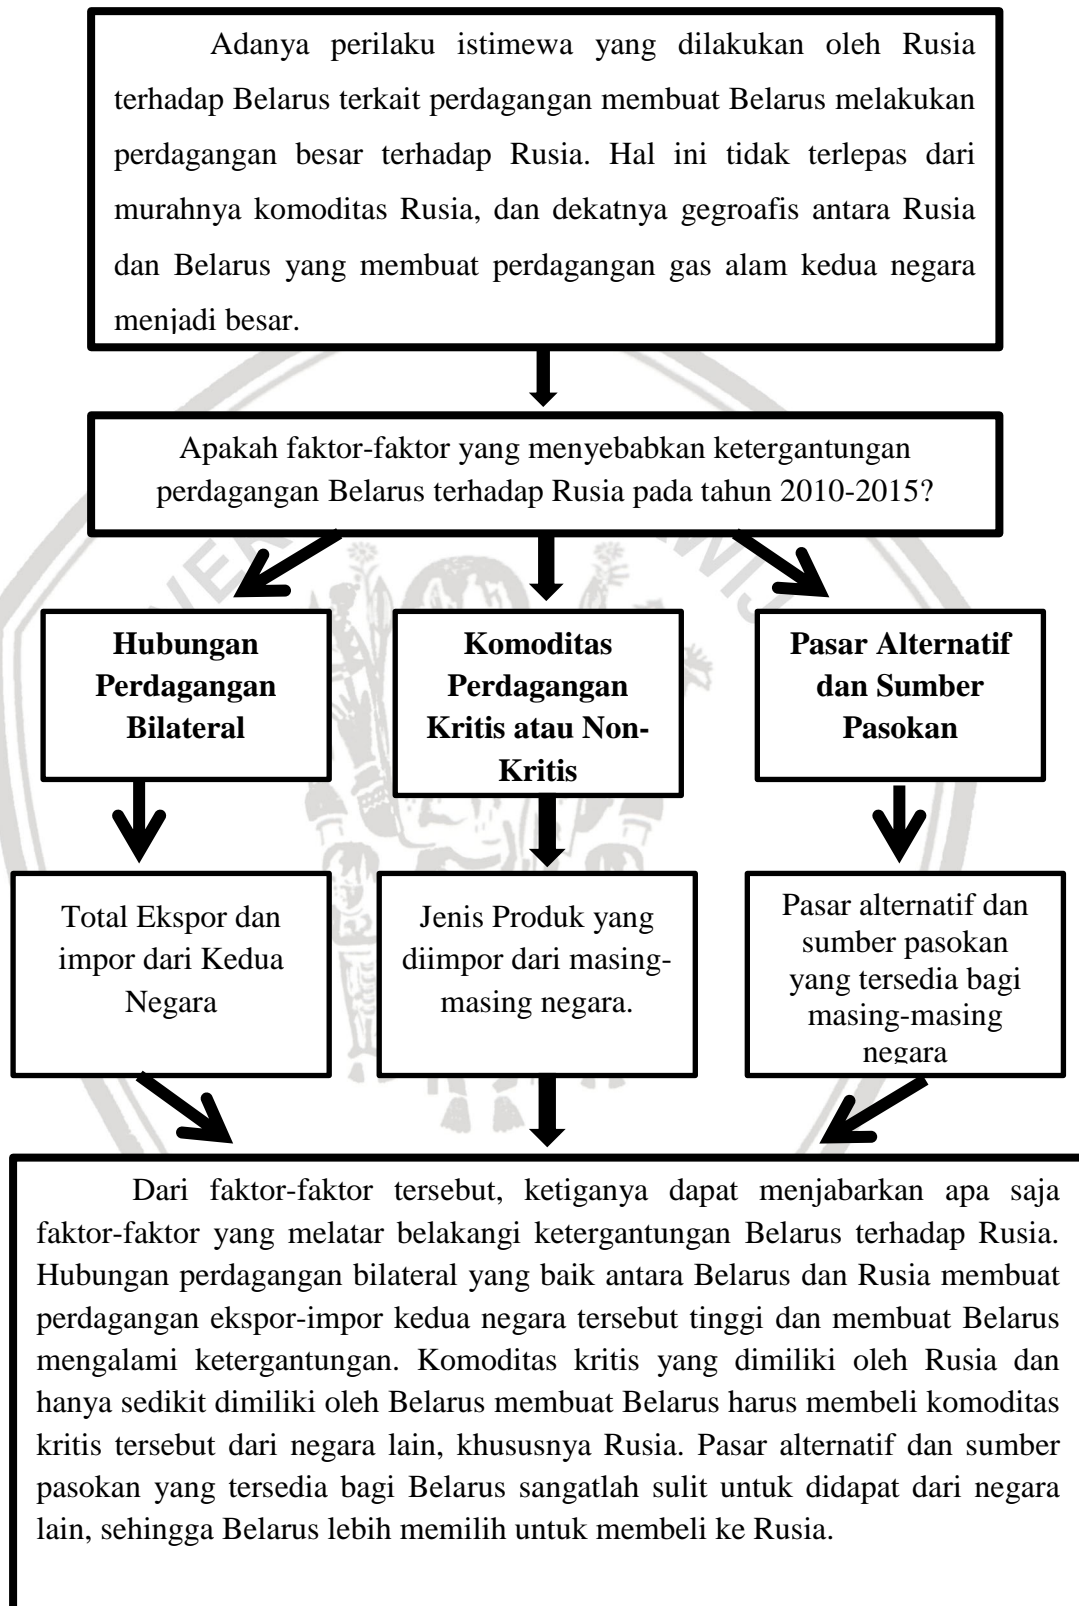 Adanya perilaku istimewa yang dilakukan oleh Rusia
terhadap Belarus terkait perdagangan membuat Belarus melakukan
perdagangan besar terhadap Rusia. Hal ini tidak terlepas dari
murahnya komoditas Rusia, dan dekatnya gegroafis antara Rusia
dan Belarus yang membuat perdagangan gas alam kedua negara
menjadi besar.
Apakah faktor-faktor yang menyebabkan ketergantungan
perdagangan Belarus terhadap Rusia pada tahun 2010-2015?
Hubungan
Perdagangan
Bilateral
Komoditas
Perdagangan
Kritis atau Non-
Kritis
Pasar Alternatif
dan Sumber
Pasokan
Total Ekspor dan
impor dari Kedua
Negara
Jenis Produk yang
diimpor dari masing-
masing negara.
Pasar alternatif dan
sumber pasokan
yang tersedia bagi
masing-masing
negara
Dari faktor-faktor tersebut, ketiganya dapat menjabarkan apa saja
faktor-faktor yang melatar belakangi ketergantungan Belarus terhadap Rusia.
Hubungan perdagangan bilateral yang baik antara Belarus dan Rusia membuat
perdagangan ekspor-impor kedua negara tersebut tinggi dan membuat Belarus
mengalami ketergantungan. Komoditas kritis yang dimiliki oleh Rusia dan
hanya sedikit dimiliki oleh Belarus membuat Belarus harus membeli komoditas
kritis tersebut dari negara lain, khususnya Rusia. Pasar alternatif dan sumber
pasokan yang tersedia bagi Belarus sangatlah sulit untuk didapat dari negara
lain, sehingga Belarus lebih memilih untuk membeli ke Rusia.